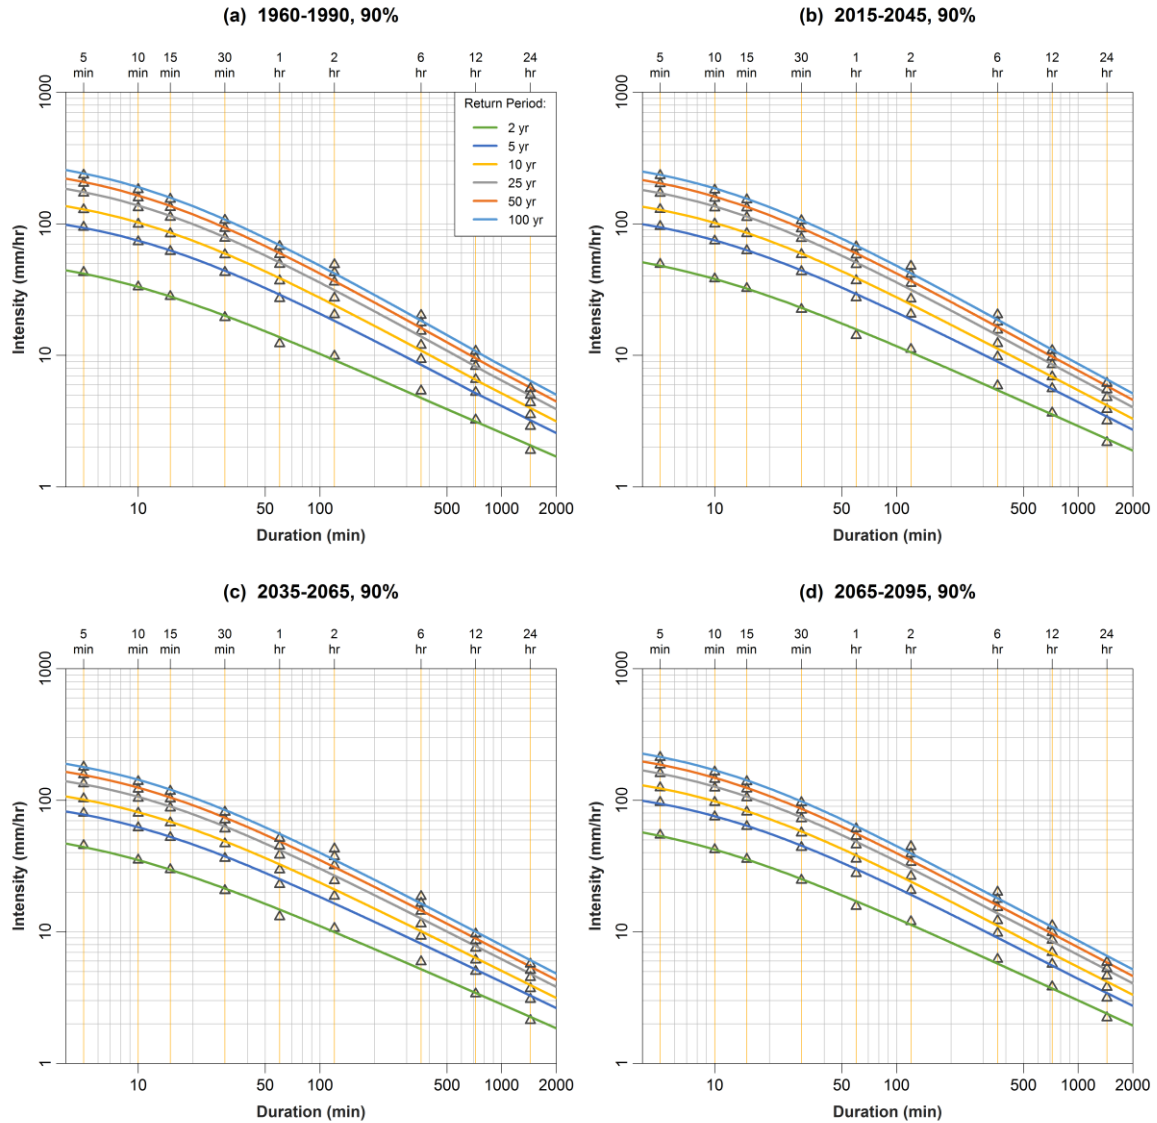 (a) 1960-1990, 90%
5 10 15 30 1 2 6 12 24
min min min min hr hr hr hr hr
1000
100
10
1
Intensity (mm/hr)
Return Period:
2 yr
5 yr
10 yr
25 yr
50 yr
100 yr
10 50 100 500 1000 2000
Duration (min)
(b) 2015-2045, 90%
5 10 15 30 1 2 6 12 24
min min min min hr hr hr hr hr
1000
100
10
1
Intensity (mm/hr)
10 50 100 500 1000 2000
Duration (min)
(c) 2035-2065, 90%
5 10 15 30 1 2 6 12 24
min min min min hr hr hr hr hr
1000
100
10
1
Intensity (mm/hr)
10 50 100 500 1000 2000
Duration (min)
(d) 2065-2095, 90%
5 10 15 30 1 2 6 12 24
min min min min hr hr hr hr hr
1000
100
10
1
Intensity (mm/hr)
10 50 100 500 1000 2000
Duration (min)